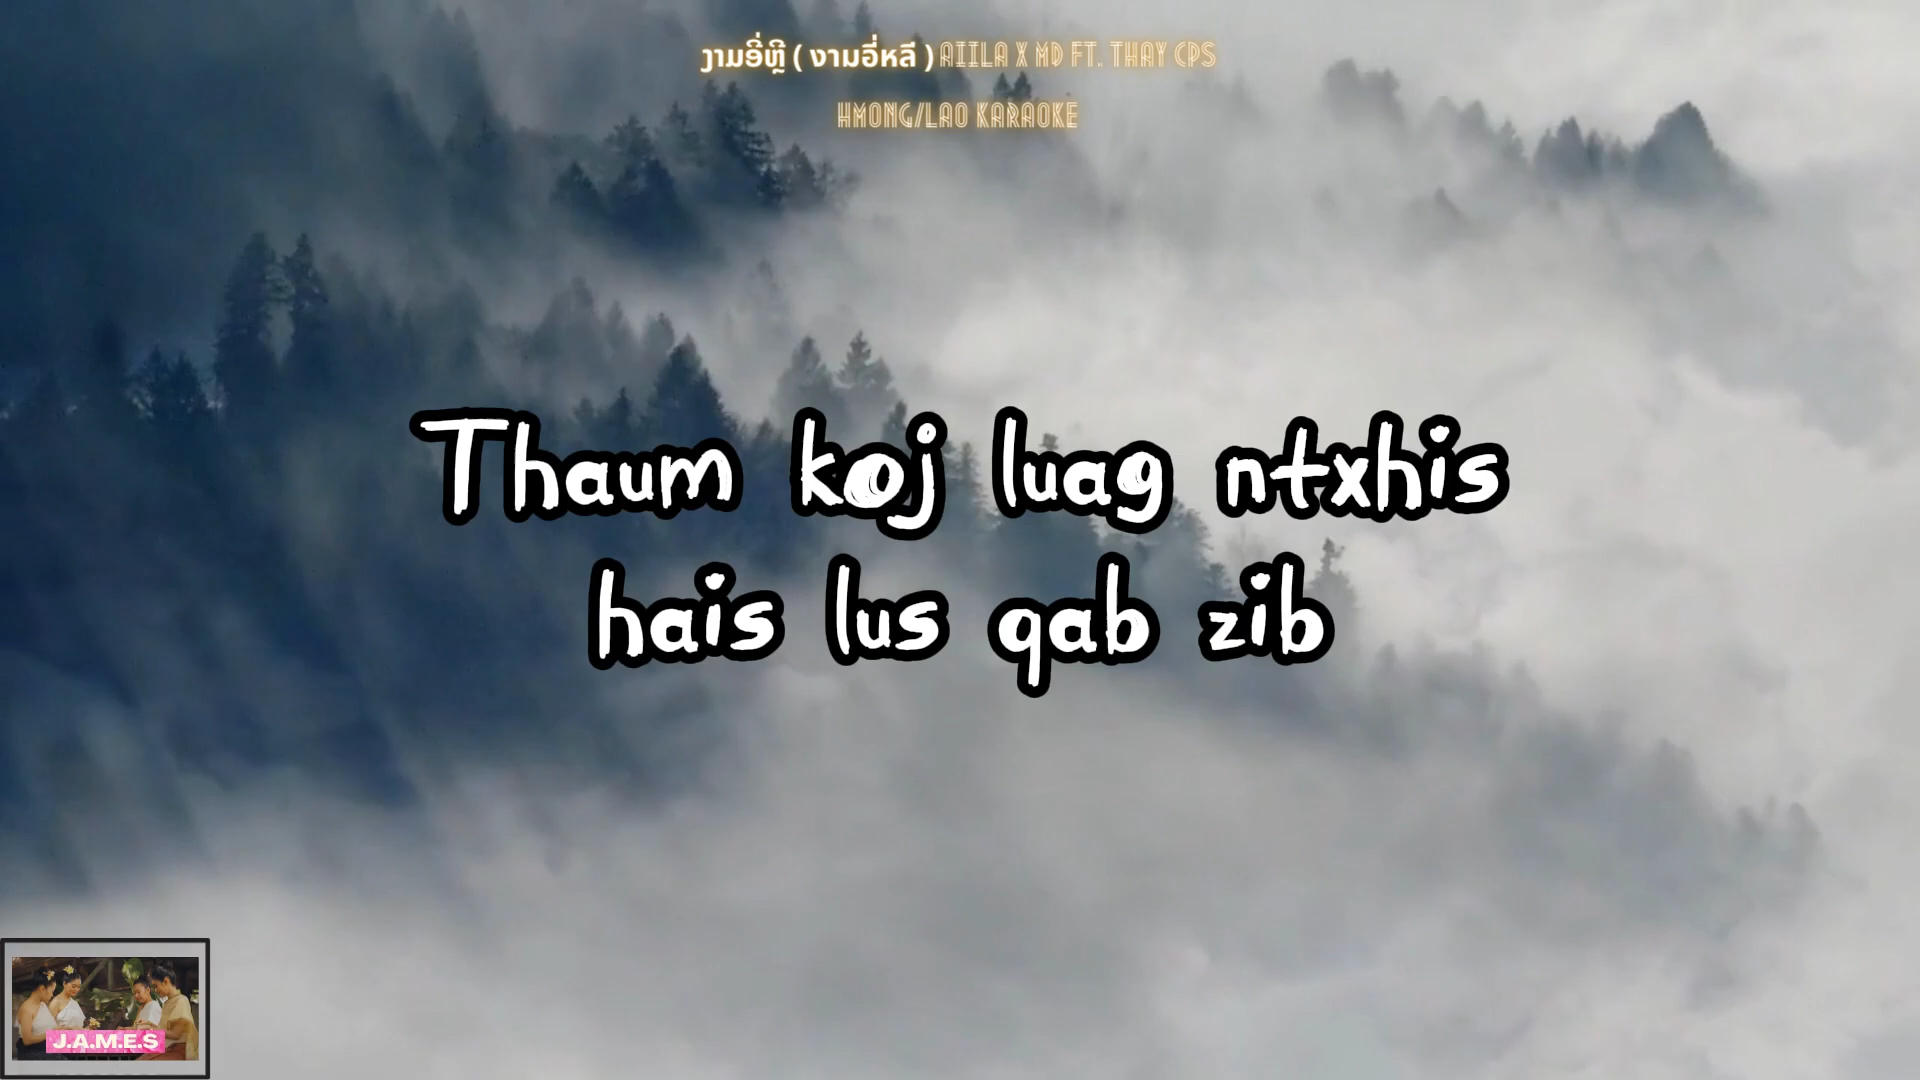 ງາມອີ່ຫຼີ ( งามอี่หลี ) AIILA X MD FT. THAY CPS
HMONG/LAO KARAOKE
Thaum koj luag ntxhis
hais lus qab zib
J.A.M.E.S